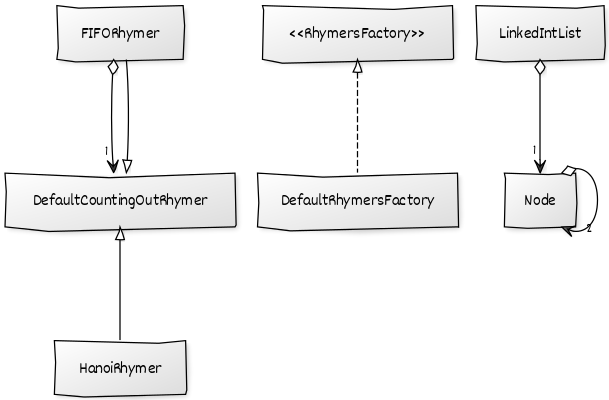 FIFORhymer
<<RhymersFactory>>
LinkedIntList
1
1
DefaultCountingOutRhymer
DefaultRhymersFactory
Node
2
HanoiRhymer